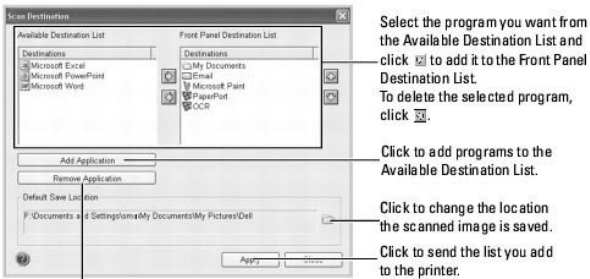 Scan Destination
Available Destination List
Front Panel Destination List
Destinations
Microsoft Excel
Microsoft PowerPoint
Microsoft Word
Destinations
My Documents
Email
Microsoft Paint
PaperPort
OCR
Add Application
Remove Application
Default Save Location
F:\Documents and Settings\ My Documents\My Pictures\Dell
Apply
Close
Select the program you want from
the Available Destination List and
click to add it to the Front Panel
Destination List.
To delete the selected program,
click .
Click to add programs to the
Available Destination List.
Click to change the location
the scanned image is saved.
Click to send the list you add
to the printer.